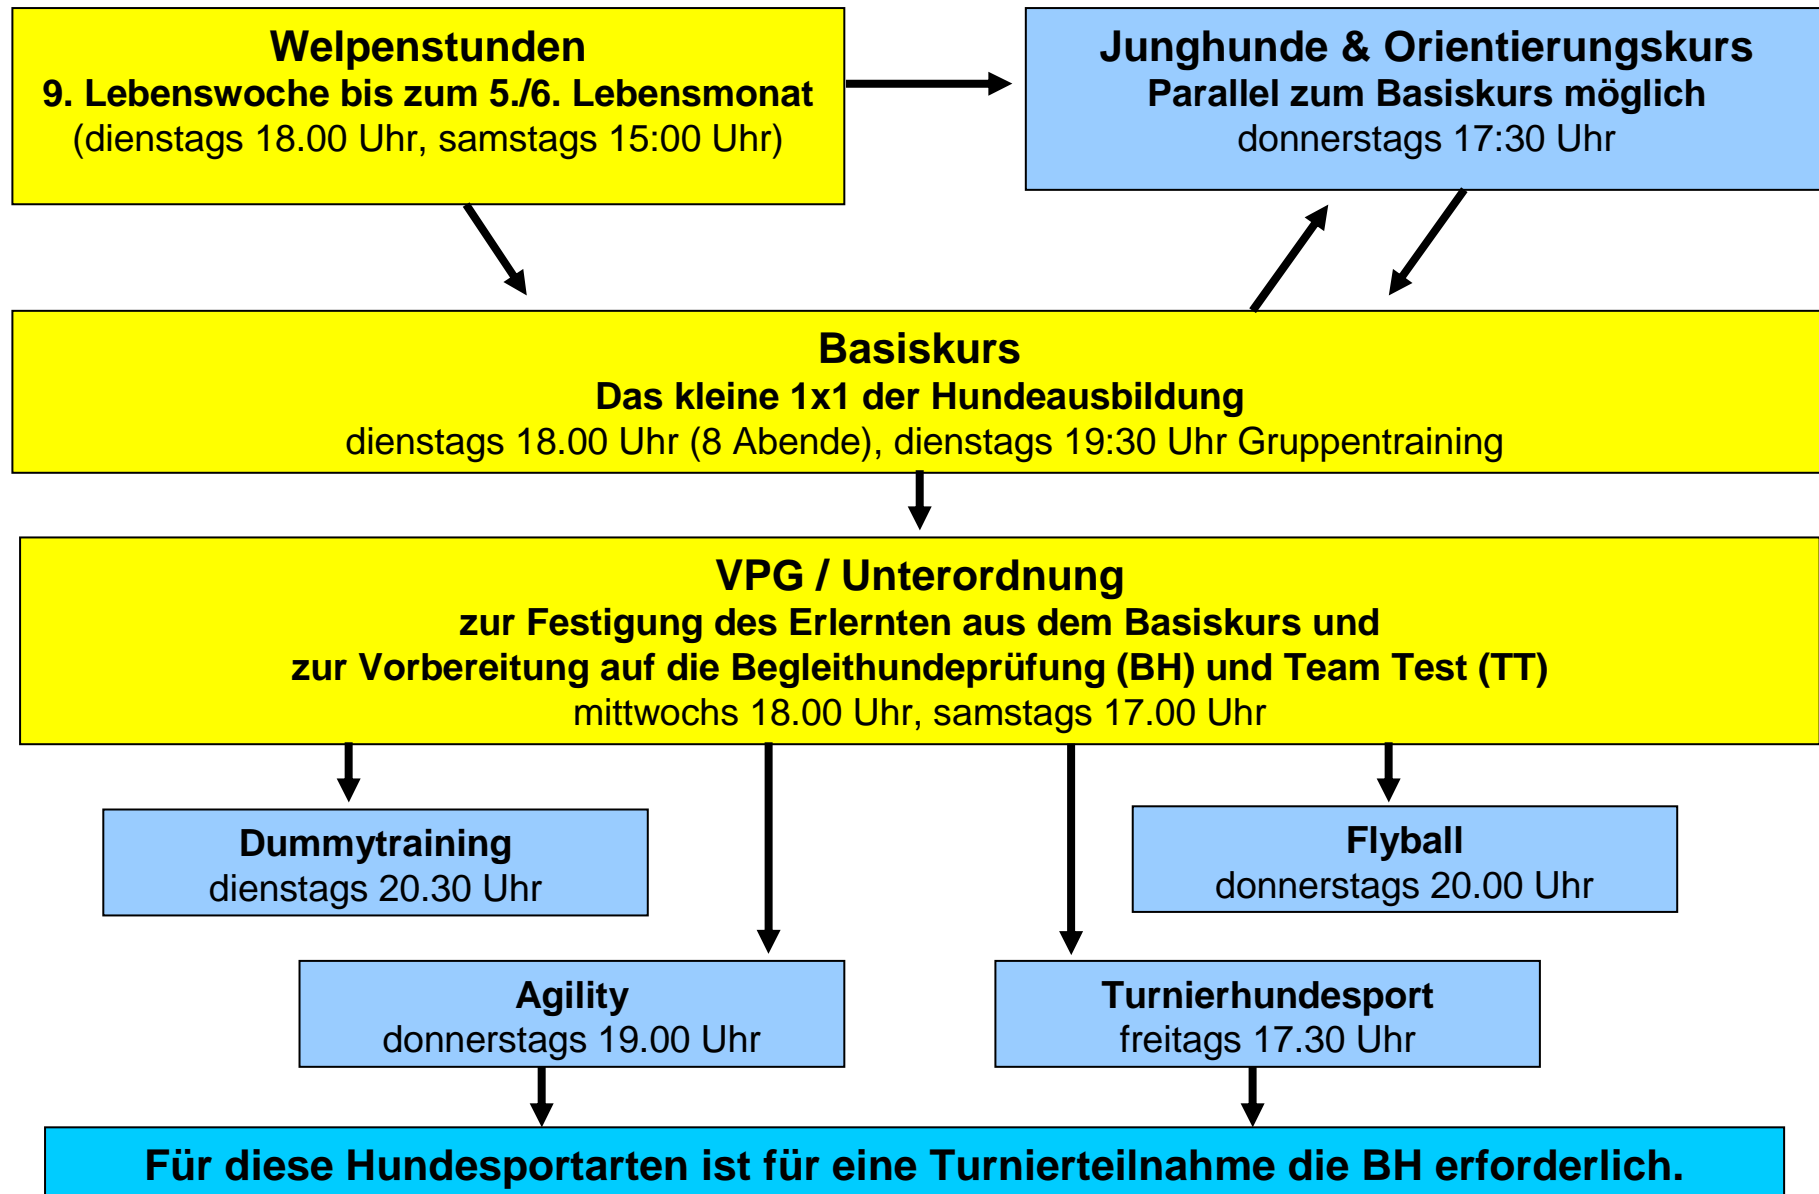 Welpenstunden
9. Lebenswoche bis zum 5./6. Lebensmonat
(dienstags 18.00 Uhr, samstags 15:00 Uhr)
Junghunde & Orientierungskurs
Parallel zum Basiskurs möglich
donnerstags 17:30 Uhr
Basiskurs
Das kleine 1x1 der Hundeausbildung
dienstags 18.00 Uhr (8 Abende), dienstags 19:30 Uhr Gruppentraining
VPG / Unterordnung
zur Festigung des Erlernten aus dem Basiskurs und
zur Vorbereitung auf die Begleithundeprüfung (BH) und Team Test (TT)
mittwochs 18.00 Uhr, samstags 17.00 Uhr
Dummytraining
dienstags 20.30 Uhr
Flyball
donnerstags 20.00 Uhr
Agility
donnerstags 19.00 Uhr
Turnierhundesport
freitags 17.30 Uhr
Für diese Hundesportarten ist für eine Turnierteilnahme die BH erforderlich.